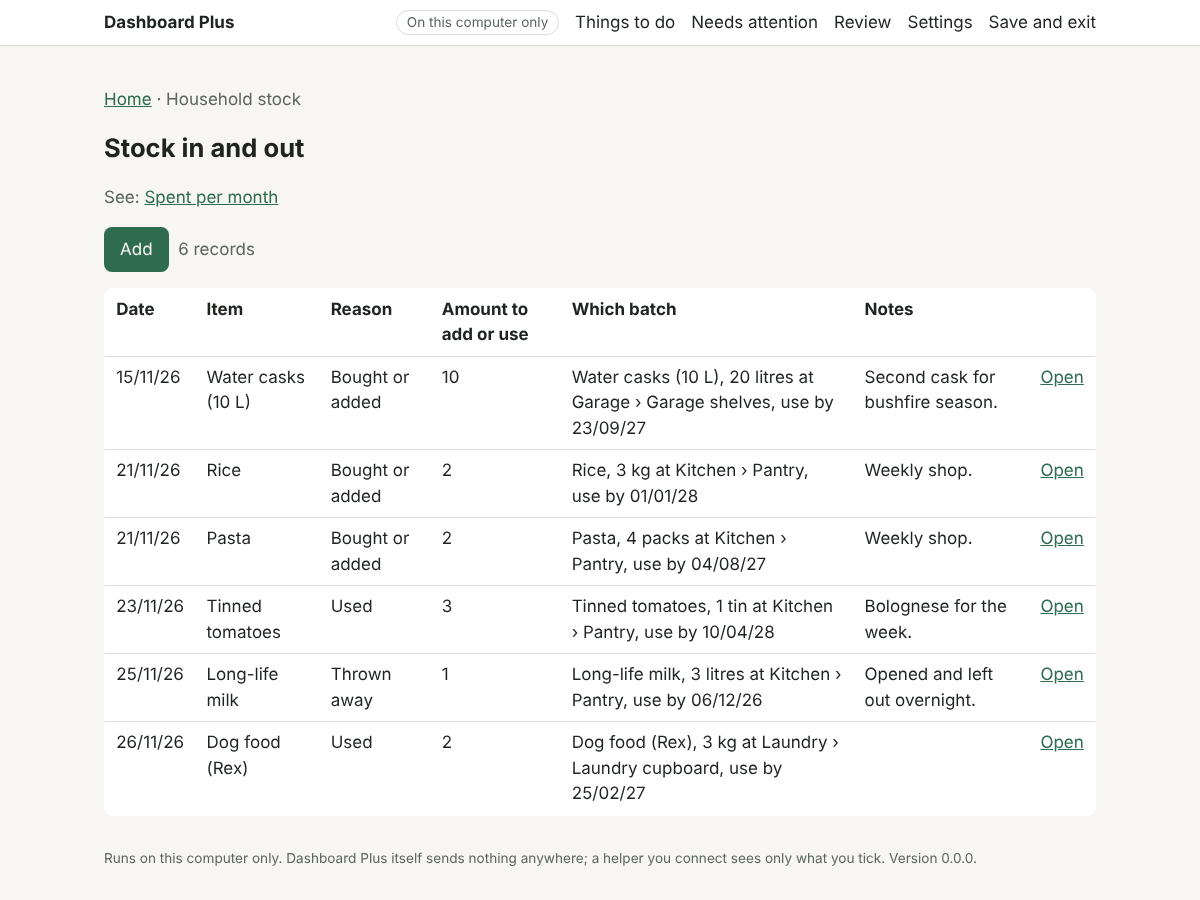 Dashboard Plus
On this computer only
Things to do
Needs attention
Review
Settings
Save and exit
Home · Household stock
Stock in and out
See: Spent per month
Add
6 records
Date
Item
Reason
Amount to
add or use
Which batch
Notes
15/11/26
Water casks
(10 L)
Bought or
added
10
Water casks (10 L), 20 litres at
Garage › Garage shelves, use by
23/09/27
Second cask for
bushfire season.
Open
21/11/26
Rice
Bought or
added
2
Rice, 3 kg at Kitchen › Pantry,
use by 01/01/28
Weekly shop.
Open
21/11/26
Pasta
Bought or
added
2
Pasta, 4 packs at Kitchen ›
Pantry, use by 04/08/27
Weekly shop.
Open
23/11/26
Tinned
tomatoes
Used
3
Tinned tomatoes, 1 tin at Kitchen
› Pantry, use by 10/04/28
Bolognese for the
week.
Open
25/11/26
Long-life
milk
Thrown
away
1
Long-life milk, 3 litres at Kitchen ›
Pantry, use by 06/12/26
Opened and left
out overnight.
Open
26/11/26
Dog food
(Rex)
Used
2
Dog food (Rex), 3 kg at Laundry ›
Laundry cupboard, use by
25/02/27
Open
Runs on this computer only. Dashboard Plus itself sends nothing anywhere; a helper you connect sees only what you tick. Version 0.0.0.